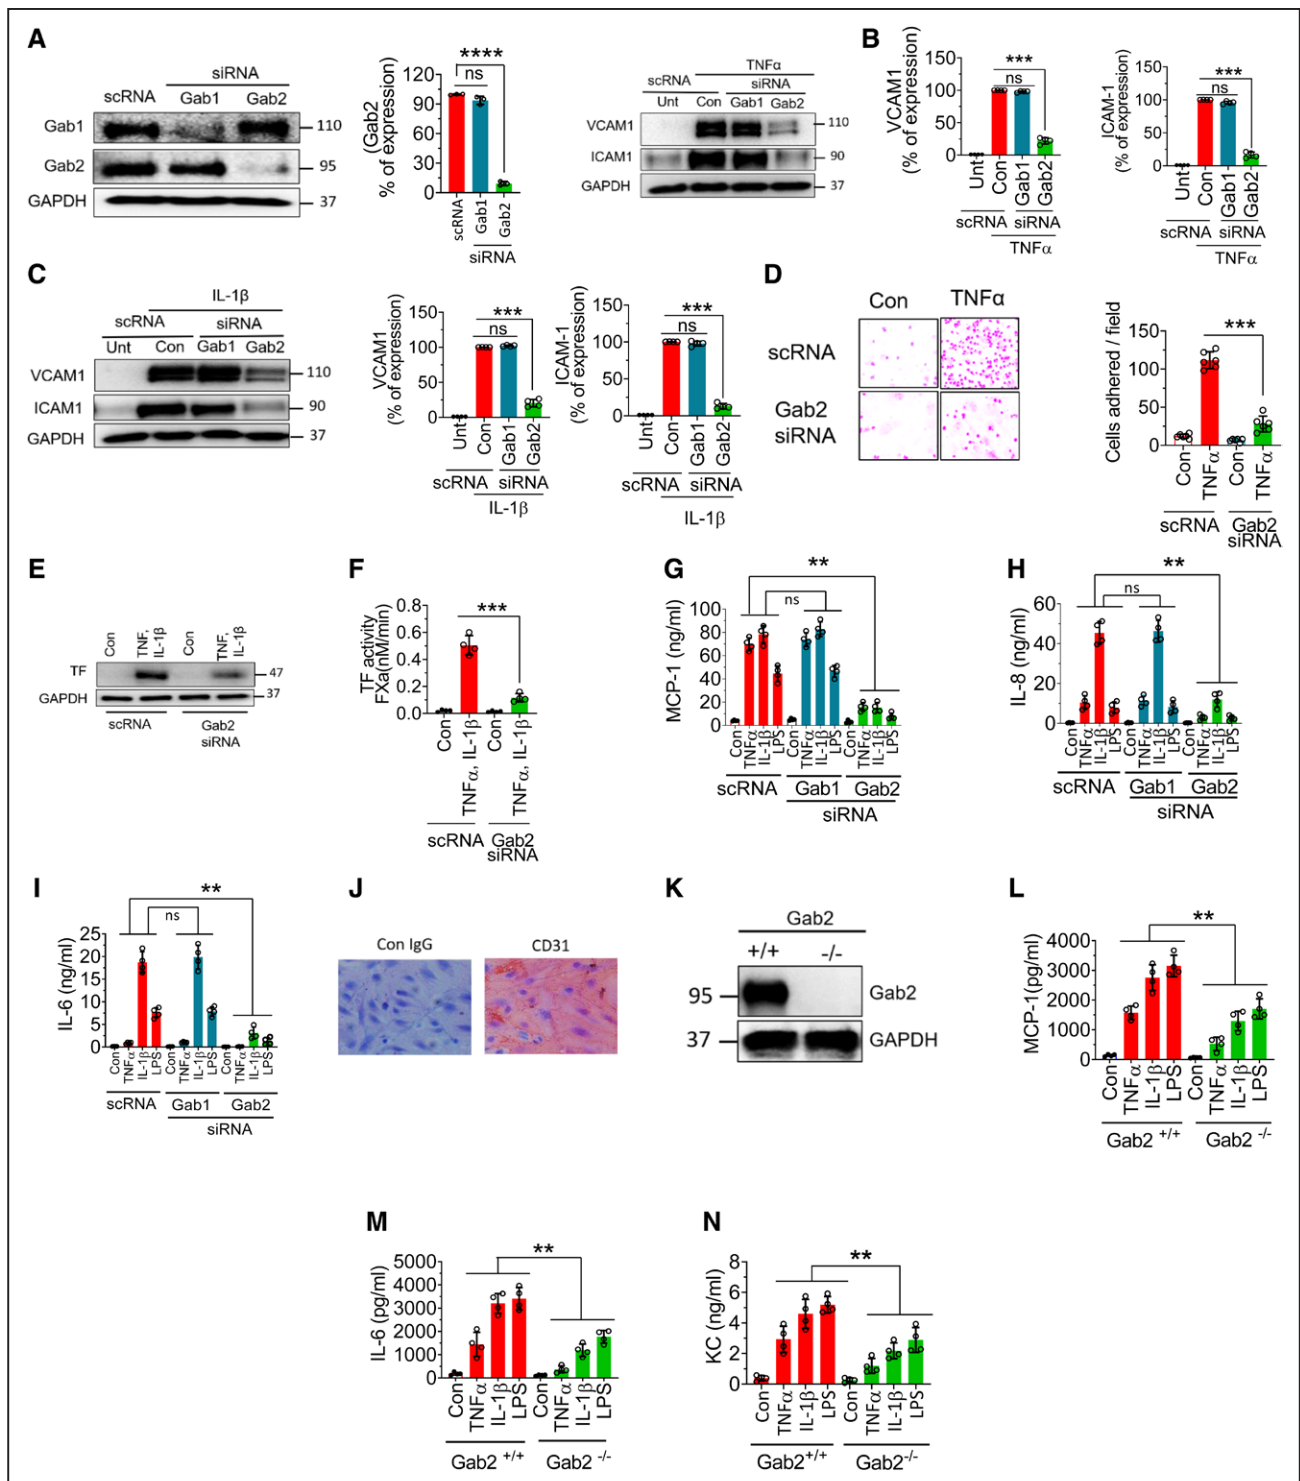 A
siRNA
scRNA Gab1 Gab2
Gab1
110
Gab2
95
GAPDH
37
****
ns
(Gab2
% of expression)
120
90
60
30
0
scRNA
Gab1
Gab2
siRNA
TNFα
scRNA siRNA
Unt Con Gab1 Gab2
VCAM1
110
ICAM1
90
GAPDH
37
B
***
ns
VCAM1
(% of expression)
150
100
50
0
Unt
Con
Gab1
Gab2
scRNA siRNA
TNFα
***
ns
ICAM-1
(% of expression)
150
100
50
0
Unt
Con
Gab1
Gab2
scRNA siRNA
TNFα
C
IL-1β
scRNA siRNA
Unt Con Gab1 Gab2
VCAM1
110
ICAM1
90
GAPDH
37
***
ns
VCAM1
(% of expression)
150
100
50
0
Unt
Con
Gab1
Gab2
scRNA siRNA
IL-1β
***
ns
ICAM-1
(% of expression)
150
100
50
0
Unt
Con
Gab1
Gab2
scRNA siRNA
IL-1β
D
Con TNFα
scRNA
Gab2
siRNA
***
Cells adhered / field
150
100
50
0
Con
TNFα
Con
TNFα
scRNA Gab2
siRNA
E
Con
TNF,
IL-1β
Con
TNF,
IL-1β
TF
47
GAPDH
37
scRNA Gab2
siRNA
F
***
TF activity
FXa(nM/min)
0.8
0.6
0.4
0.2
0.0
Con
TNFα, IL-1β
Con
TNFα, IL-1β
scRNA Gab2
siRNA
G
**
ns
MCP-1 (ng/ml)
100
80
60
40
20
0
Con
TNFα
IL-1β
LPS
Con
TNFα
IL-1β
LPS
Con
TNFα
IL-1β
LPS
scRNA Gab1 Gab2
siRNA
H
**
ns
IL-8 (ng/ml)
60
40
20
0
Con
TNFα
IL-1β
LPS
Con
TNFα
IL-1β
LPS
Con
TNFα
IL-1β
LPS
scRNA Gab1 Gab2
siRNA
I
**
ns
IL-6 (ng/ml)
25
20
15
10
5
0
Con
TNFα
IL-1β
LPS
Con
TNFα
IL-1β
LPS
Con
TNFα
IL-1β
LPS
scRNA Gab1 Gab2
siRNA
J
Con IgG CD31
K
Gab2
+/+ -/-
95
Gab2
37
GAPDH
L
**
MCP-1(pg/ml)
4000
3000
2000
1000
0
Con
TNFα
IL-1β
LPS
Con
TNFα
IL-1β
LPS
Gab2 +/+ Gab2 -/-
M
**
IL-6 (pg/ml)
5000
4000
3000
2000
1000
0
Con
TNFα
IL-1β
LPS
Con
TNFα
IL-1β
LPS
Gab2 +/+ Gab2 -/-
N
**
KC (ng/ml)
8
6
4
2
0
Con
TNFα
IL-1β
LPS
Con
TNFα
IL-1β
LPS
Gab2+/+ Gab2-/-